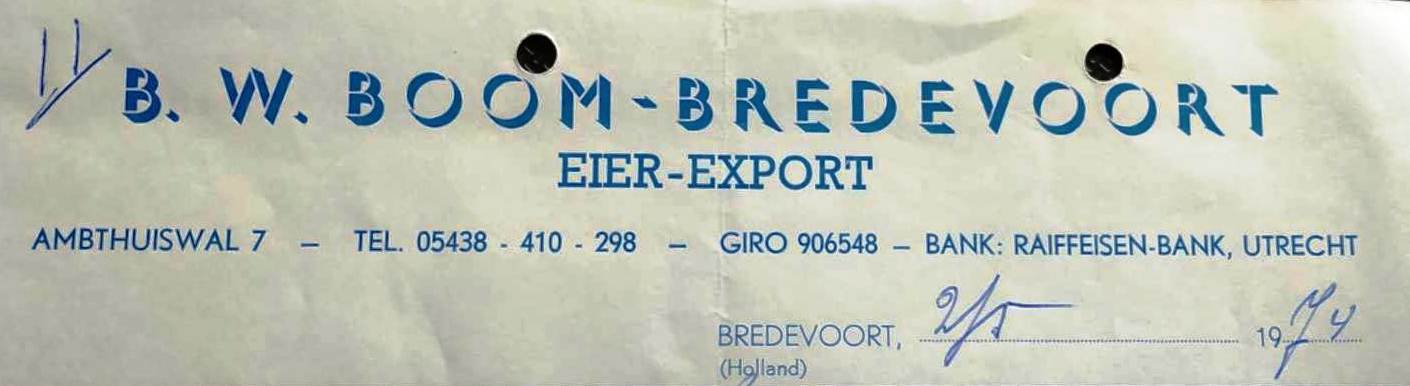 B. W. BOOM-BREDEVOORT
EIER-EXPORT
AMBTHUISWAL 7 — TEL. 05438 - 410 - 298 — GIRO 906548 — BANK: RAIFFEISEN-BANK, UTRECHT
BREDEVOORT, 2/5 1974
(Holland)